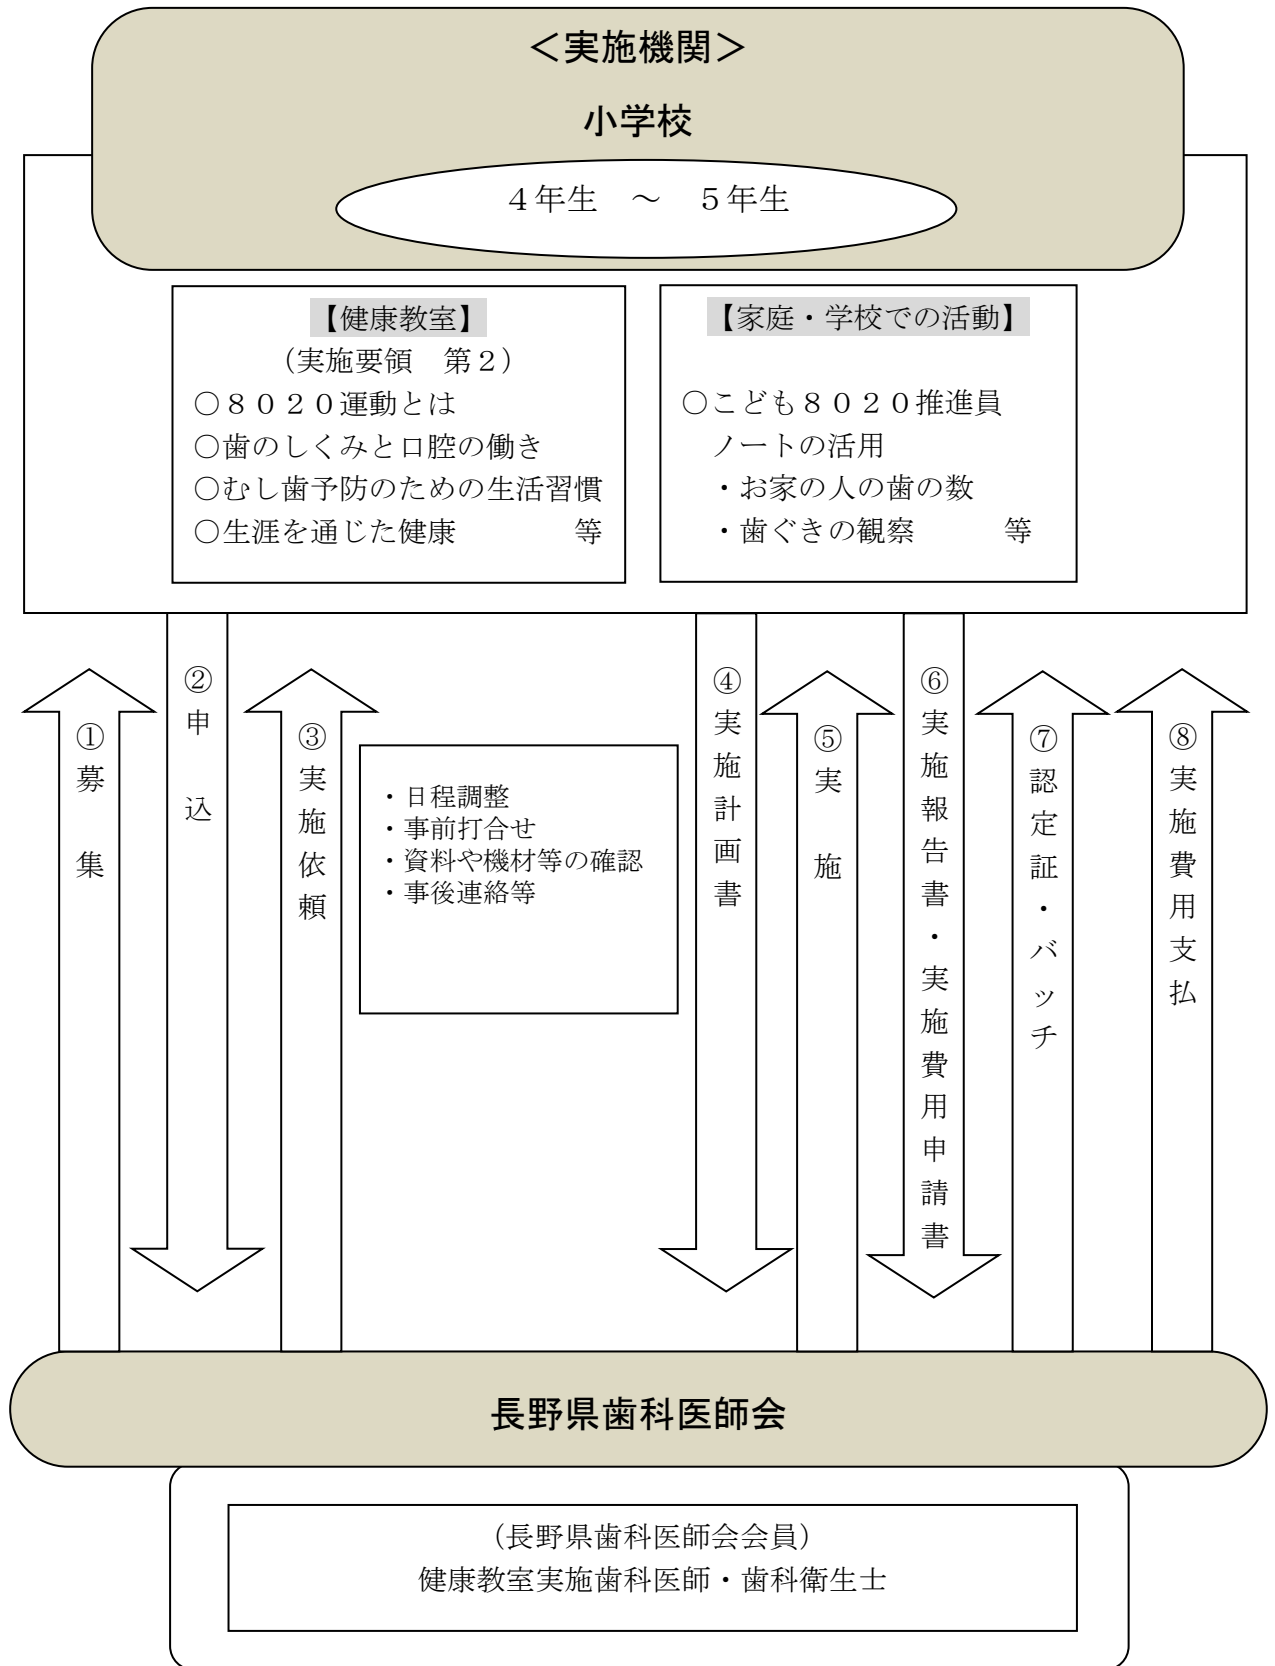 ＜実施機関＞
小学校
４年生　～　５年生
【健康教室】
（実施要領　第２）
○８０２０運動とは
○歯のしくみと口腔の働き
○むし歯予防のための生活習慣
○生涯を通じた健康　　　　等
【家庭・学校での活動】
○こども８０２０推進員
ノートの活用
・お家の人の歯の数
・歯ぐきの観察　　　等
①募　集
②申　込
③実施依頼
・日程調整
・事前打合せ
・資料や機材等の確認
・事後連絡等
④実施計画書
⑤実　施
⑥実施報告書・実施費用申請書
⑦認定証・バッチ
⑧実施費用支払
長野県歯科医師会
（長野県歯科医師会会員）
健康教室実施歯科医師・歯科衛生士